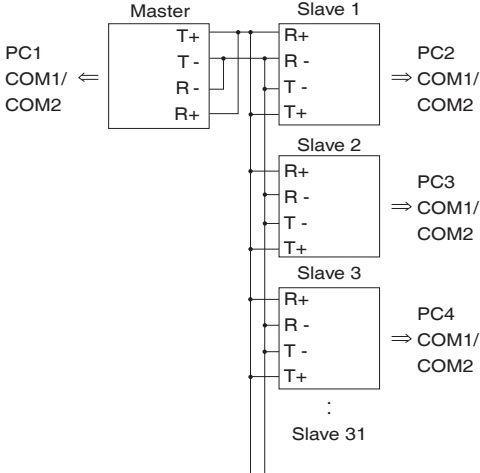 Master
T+
T -
R -
R+
PC1
COM1/
COM2
Slave 1
R+
R -
T -
T+
PC2
COM1/
COM2
Slave 2
R+
R -
T -
T+
PC3
COM1/
COM2
Slave 3
R+
R -
T -
T+
PC4
COM1/
COM2
:
Slave 31